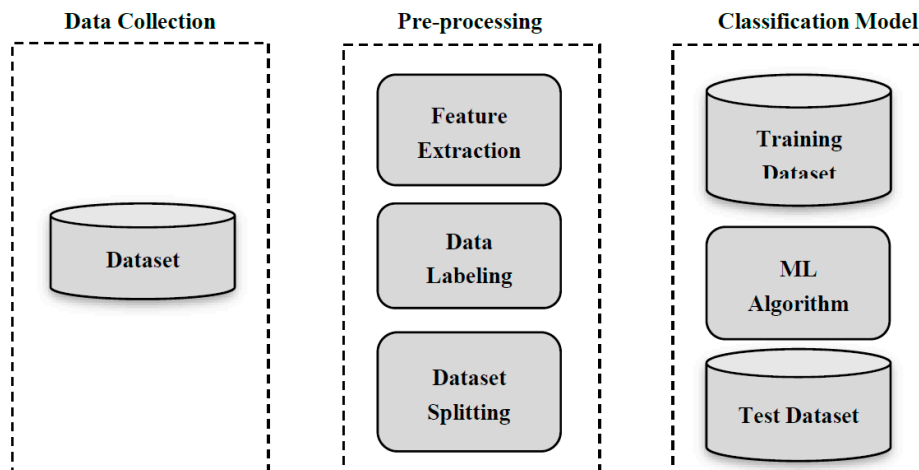 Data Collection
Pre-processing
Classification Model
Dataset
Feature
Extraction
Data
Labeling
Dataset
Splitting
Training
Dataset
ML
Algorithm
Test Dataset